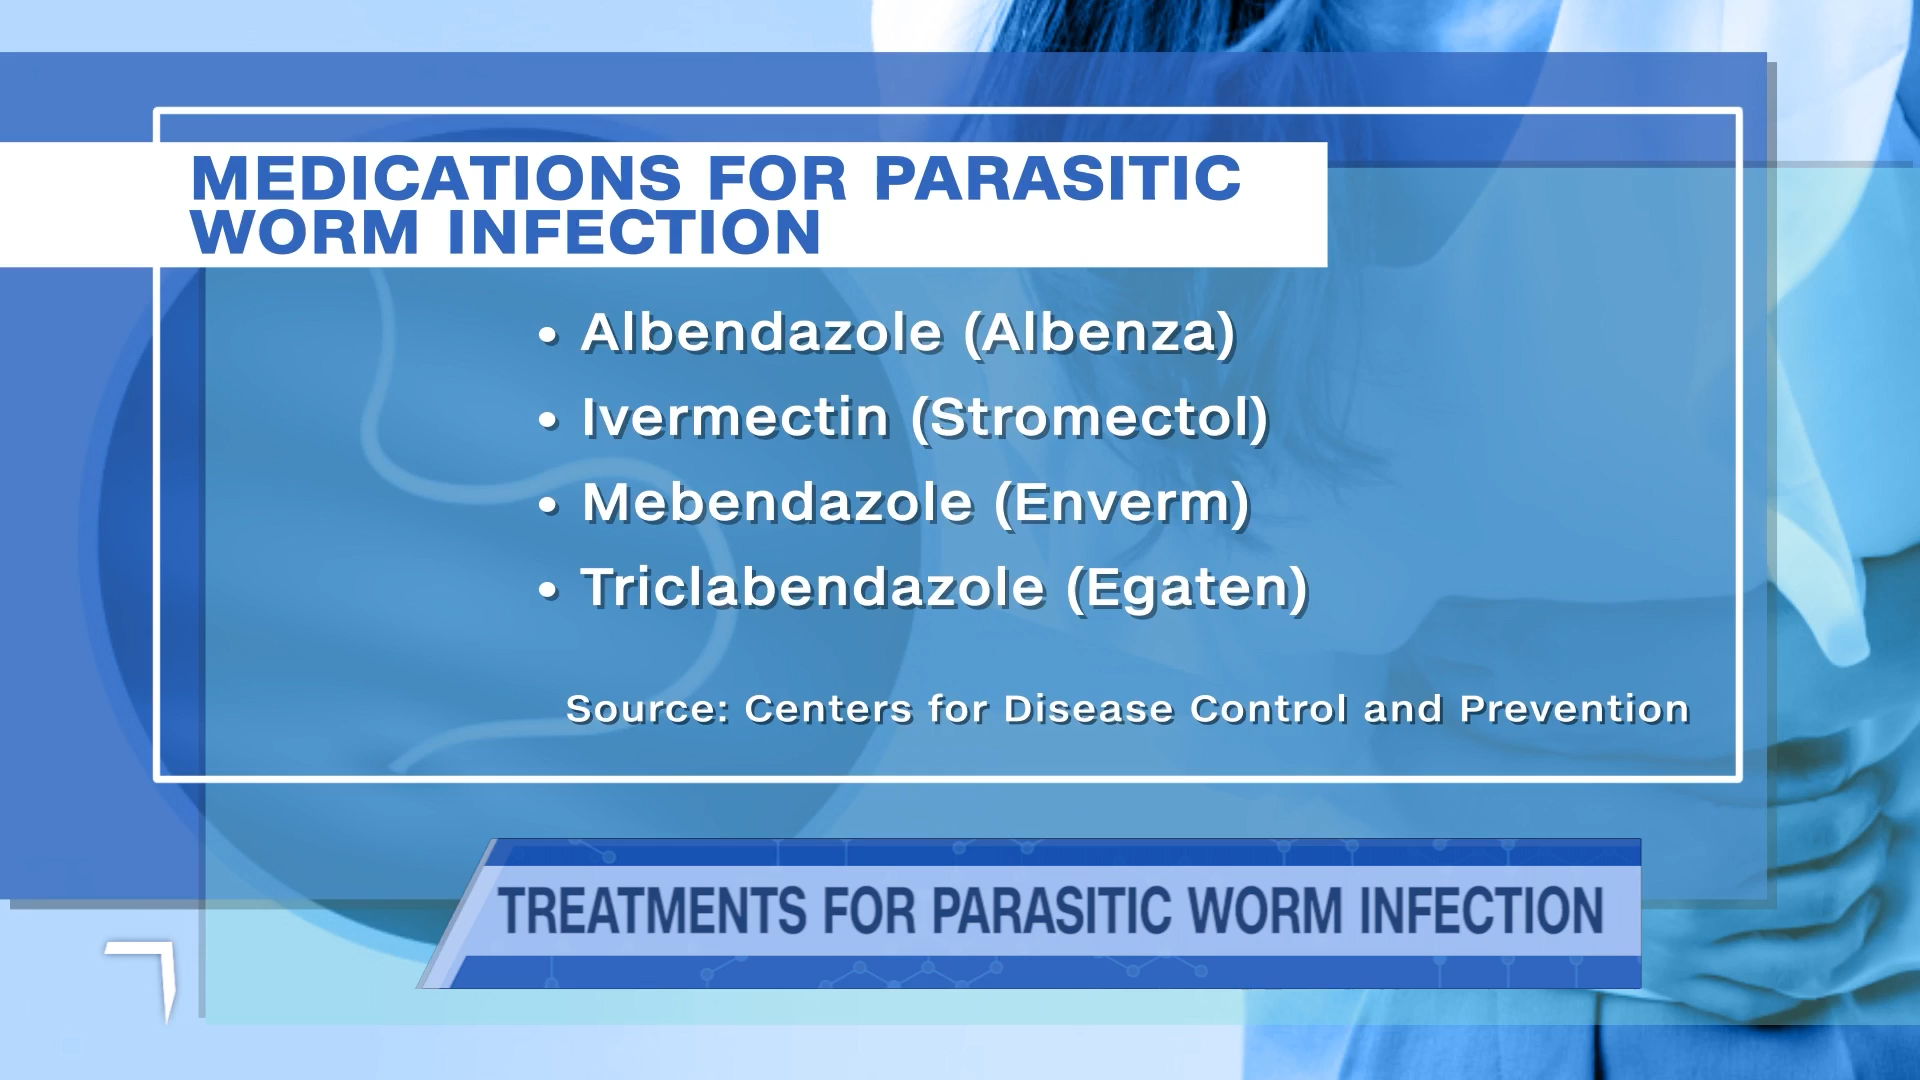 MEDICATIONS FOR PARASITIC
WORM INFECTION
• Albendazole (Albenza)
• Ivermectin (Stromectol)
• Mebendazole (Enverm)
• Triclabendazole (Egaten)
Source: Centers for Disease Control and Prevention
TREATMENTS FOR PARASITIC WORM INFECTION